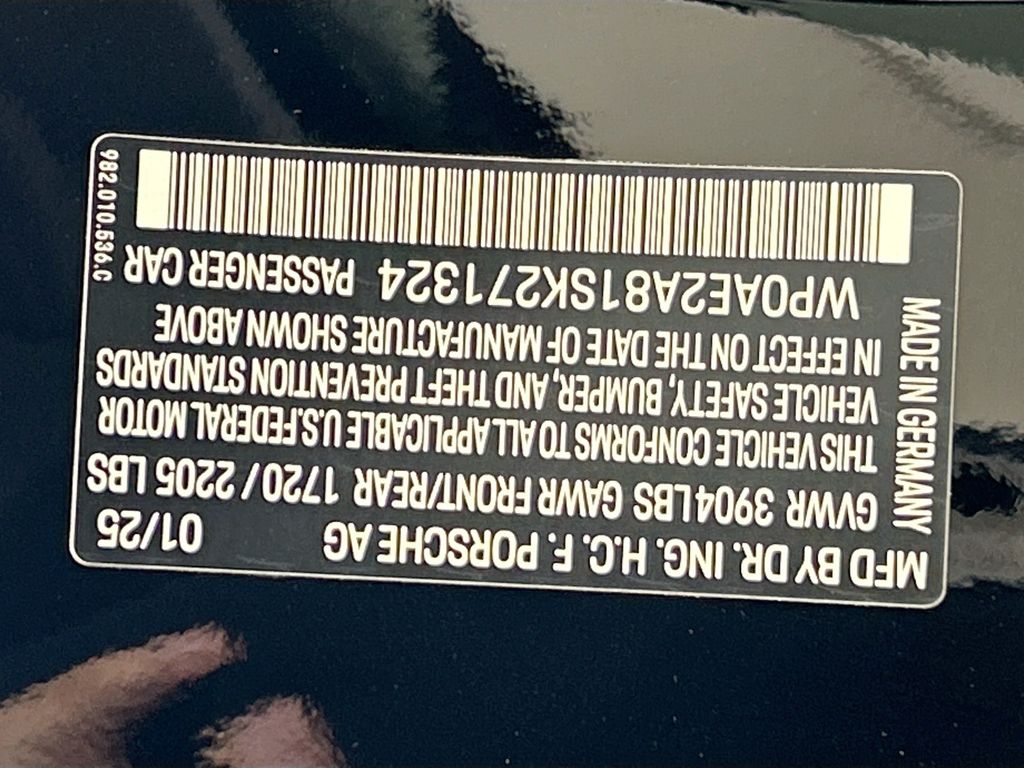 MFD BY DR. ING. H.C. F. PORSCHE AG 01/25
GVWR 3904LBS GAWR FRONT/REAR 1720/2205 LBS
THIS VEHICLE CONFORMS TO ALL APPLICABLE U.S.FEDERAL MOTOR
VEHICLE SAFETY, BUMPER, AND THEFT PREVENTION STANDARDS
IN EFFECT ON THE DATE OF MANUFACTURE SHOWN ABOVE
WP0AE2A81SK271324 PASSENGER CAR
MADE IN GERMANY
982.010.536.C